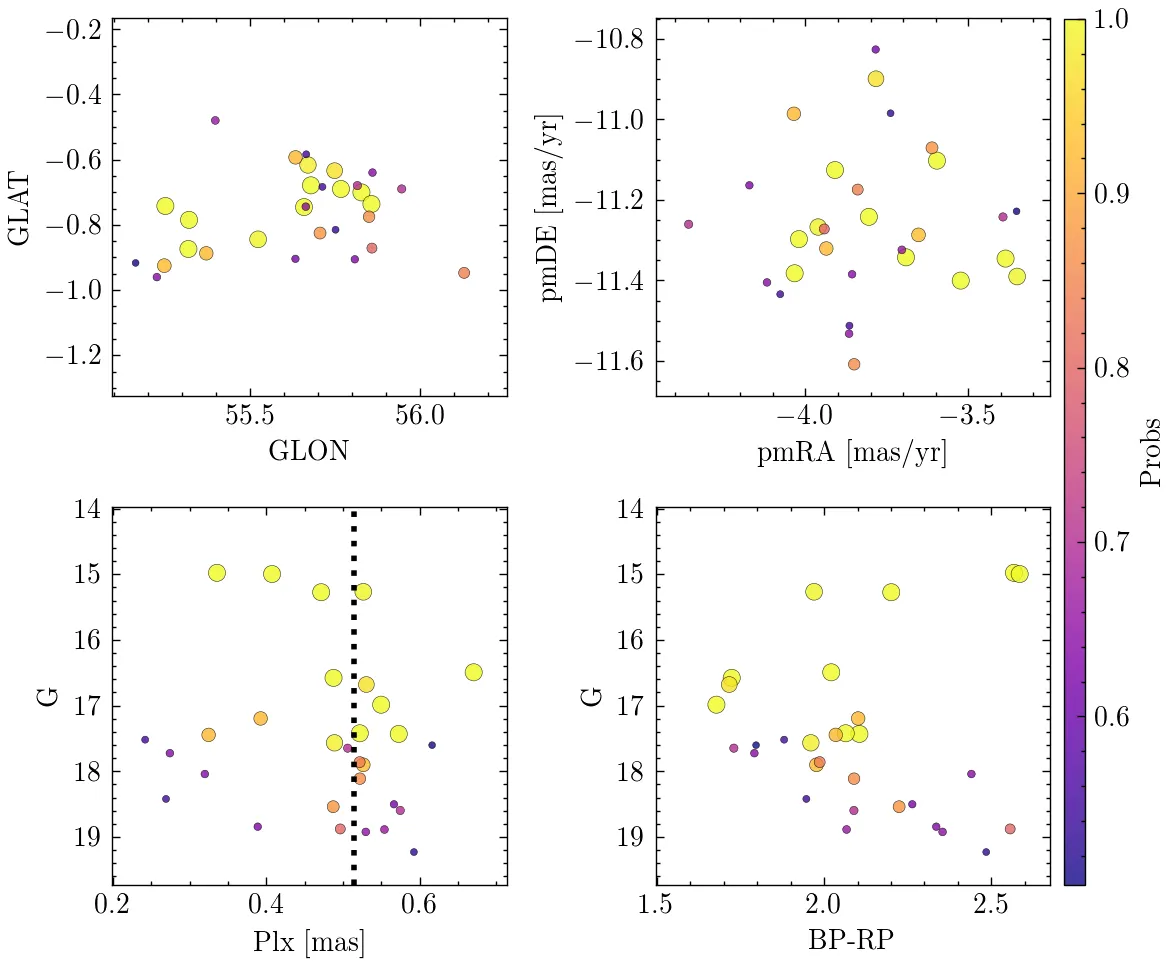 −0.2
−0.4
−0.6
−0.8
−1.0
−1.2
GLAT
55.5 56.0
GLON
−10.8
−11.0
−11.2
−11.4
−11.6
pmDE [mas/yr]
−4.0 −3.5
pmRA [mas/yr]
14
15
16
17
18
19
G
0.2 0.4 0.6
Plx [mas]
14
15
16
17
18
19
G
1.5 2.0 2.5
BP-RP
1.0
0.9
0.8
0.7
0.6
Probs